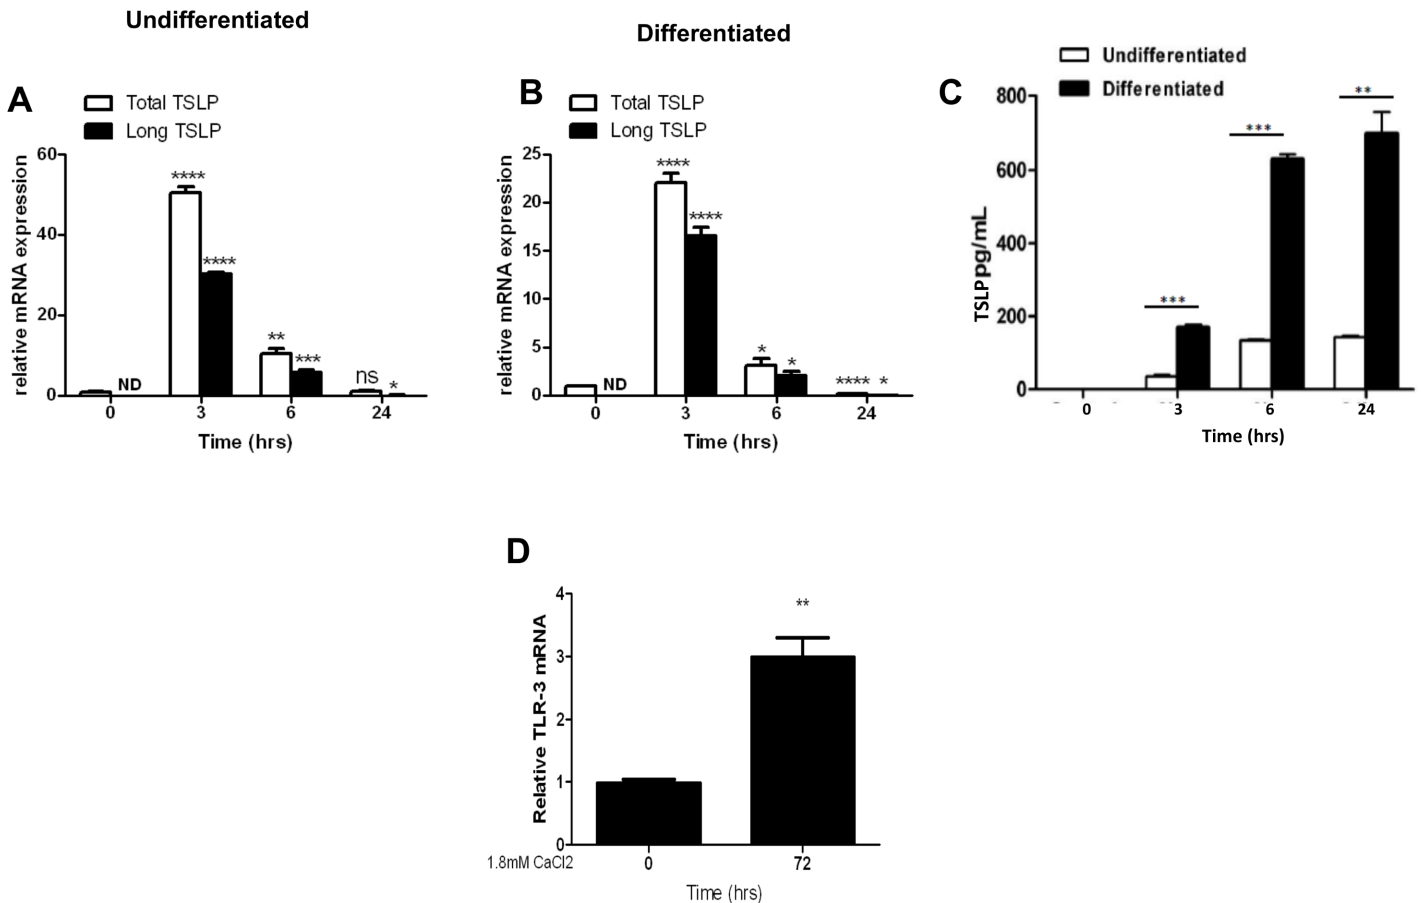 Undifferentiated
Differentiated
A
Total TSLP
Long TSLP
relative mRNA expression
60
40
20
0
****
****
**
***
ns
*
ND
0 3 6 24
Time (hrs)
B
Total TSLP
Long TSLP
relative mRNA expression
25
20
15
10
5
0
****
****
*
*
**** *
ND
0 3 6 24
Time (hrs)
C
Undifferentiated
Differentiated
TSLP pg/mL
800
600
400
200
0
***
***
**
0 3 6 24
Time (hrs)
D
Relative TLR-3 mRNA
4
3
2
1
0
**
1.8mM CaCl2 0 72
Time (hrs)